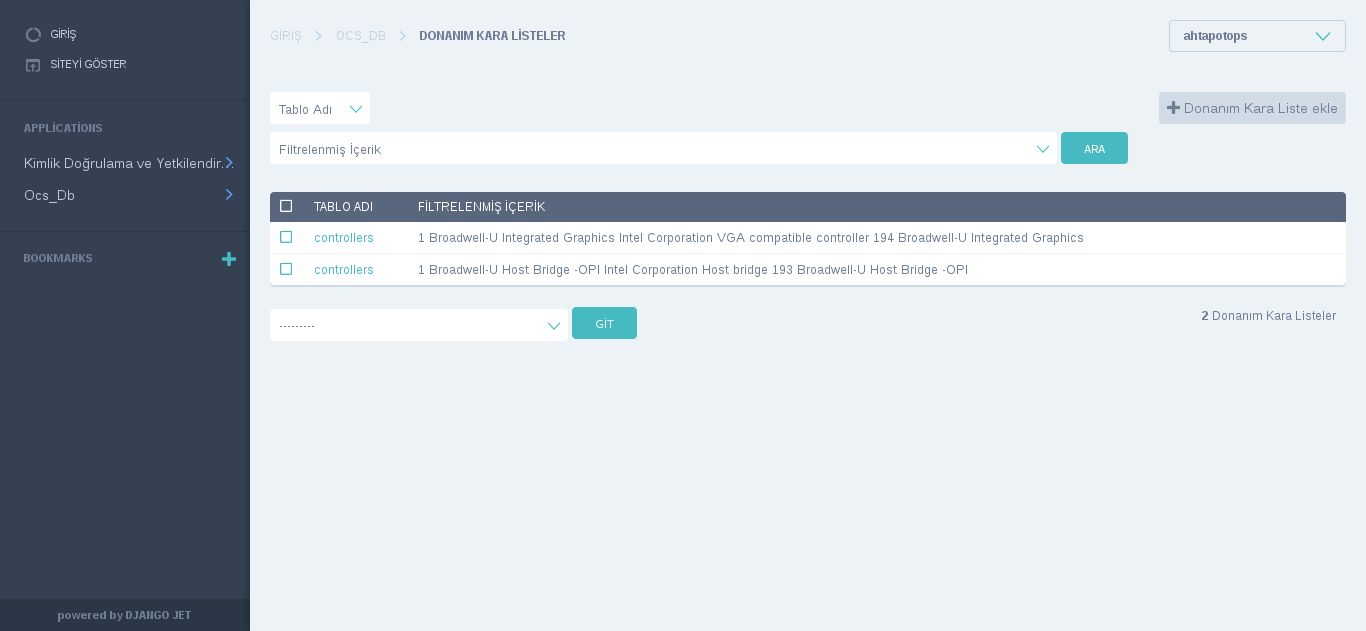 GİRİŞ
SİTEYİ GÖSTER
APPLİCATİONS
Kimlik Doğrulama ve Yetkilendir...
Ocs_Db
BOOKMARKS
powered by DJANGO JET
GİRİŞ OCS_DB DONANIM KARA LİSTELER
ahtapotops
Tablo Adı
Donanım Kara Liste ekle
Filtrelenmiş İçerik
ARA
TABLO ADI FİLTRELENMİŞ İÇERİK
controllers 1 Broadwell-U Integrated Graphics Intel Corporation VGA compatible controller 194 Broadwell-U Integrated Graphics
controllers 1 Broadwell-U Host Bridge -OPI Intel Corporation Host bridge 193 Broadwell-U Host Bridge -OPI
---------
GİT
2 Donanım Kara Listeler